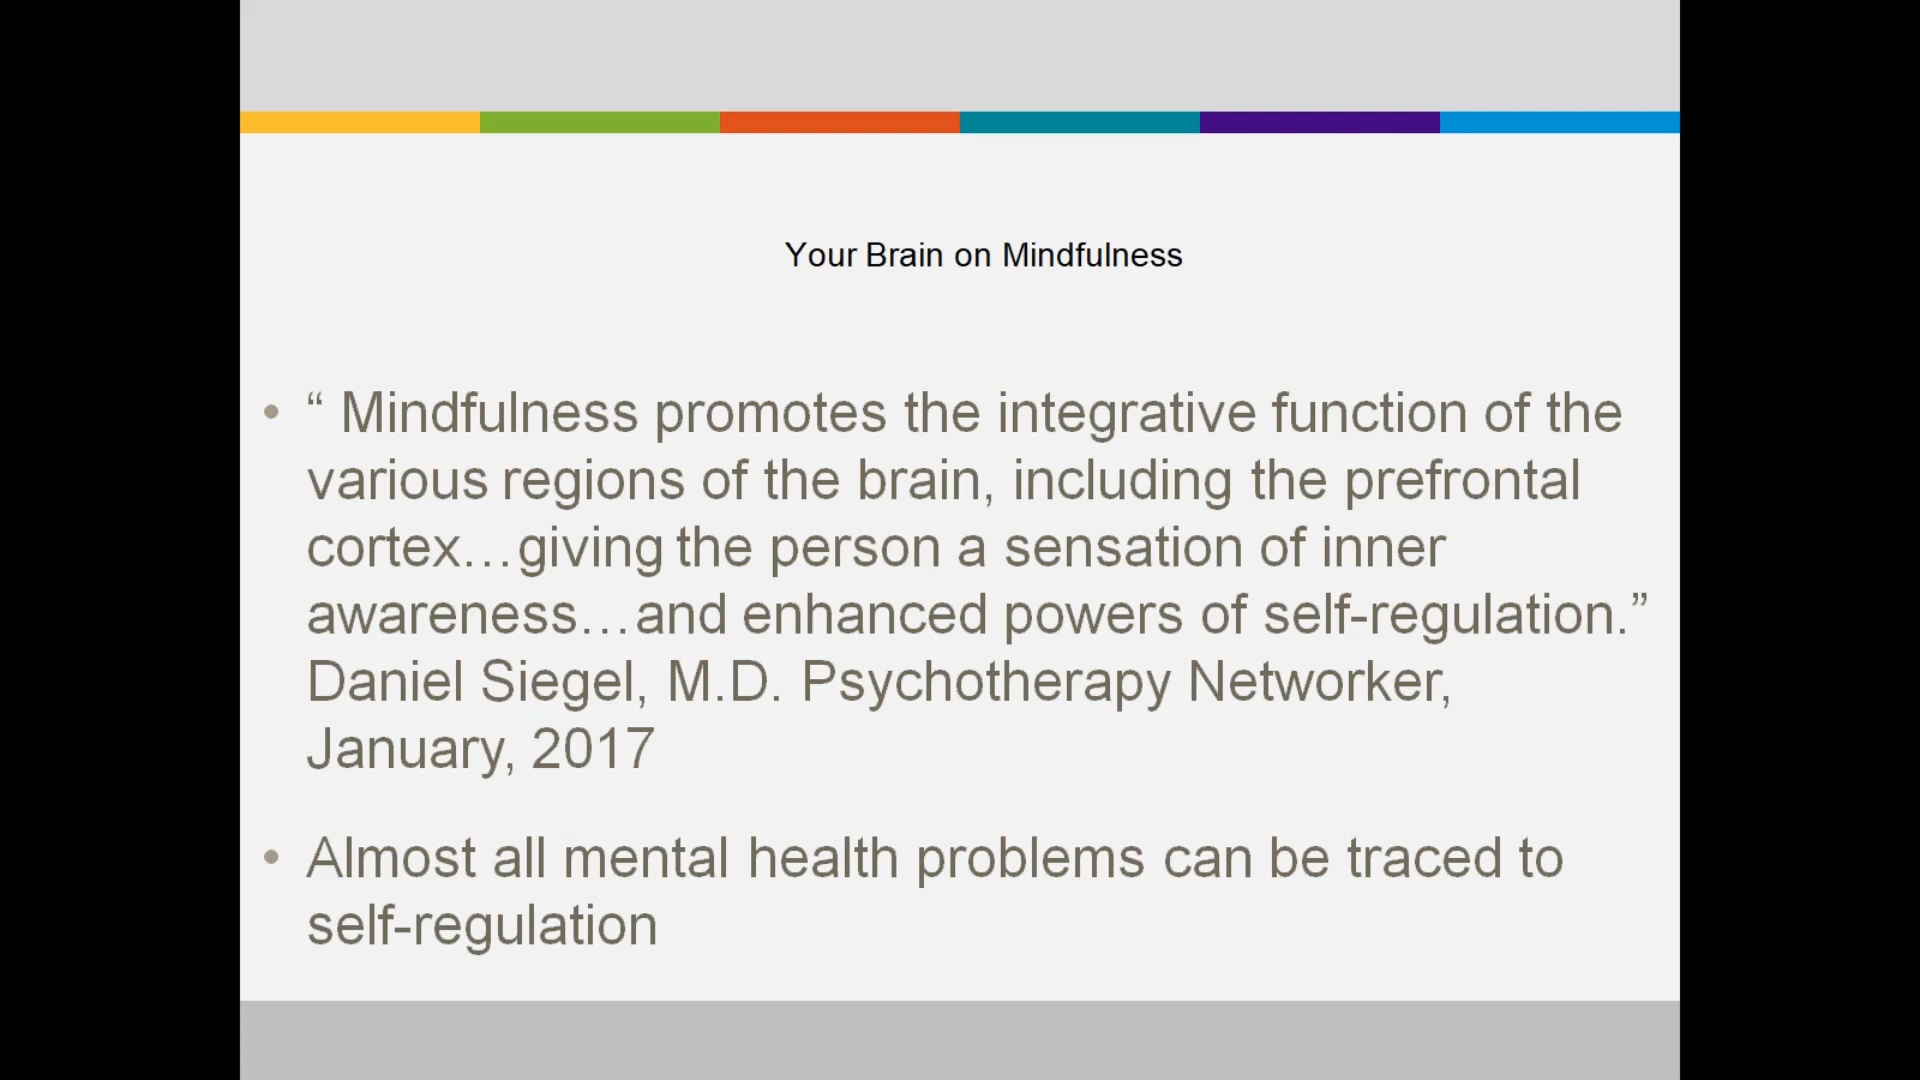 Your Brain on Mindfulness
• “ Mindfulness promotes the integrative function of the
various regions of the brain, including the prefrontal
cortex…giving the person a sensation of inner
awareness…and enhanced powers of self-regulation.”
Daniel Siegel, M.D. Psychotherapy Networker,
January, 2017
• Almost all mental health problems can be traced to
self-regulation